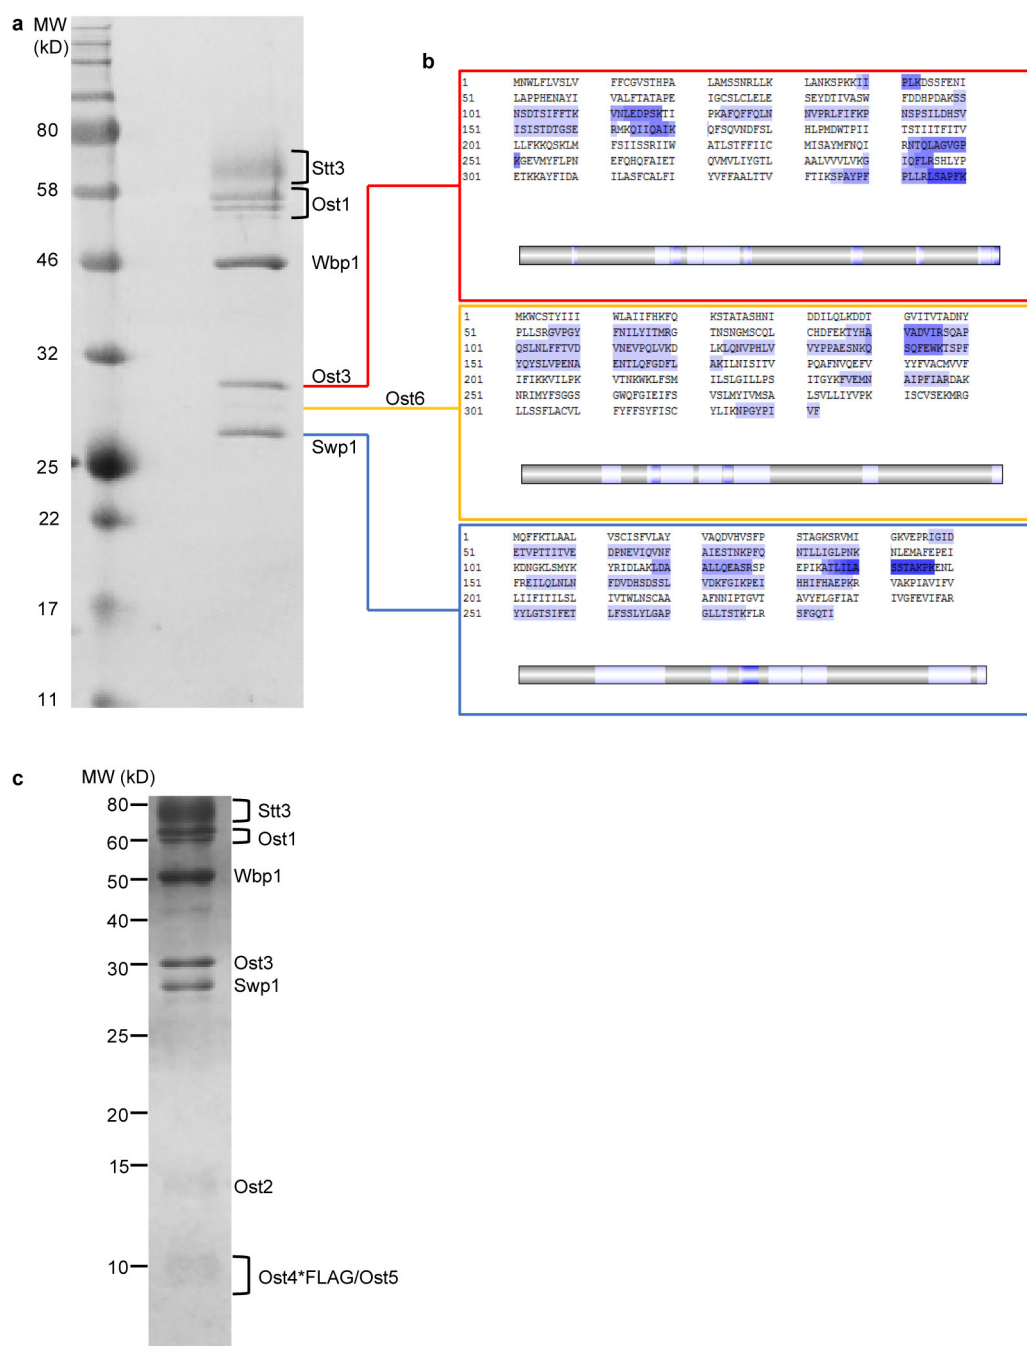 a
MW
(kD)
80
58
46
32
25
22
17
11
Stt3
Ost1
Wbp1
Ost3
Ost6
Swp1
b
1 MNWLFLVSLV FFCGVSTHPA LAMSSNRLLK LANKSPKKII PLKDSSFENI
51 LAPPHENAYI VALFTATAPE IGCSLCLELE SEYDTIVASW FDDHPDAKSS
101 NSDTSIFFTK VNLEDPSKTI PKAFQFFQLN NVPRLFIFKP NSPSILDHSV
151 ISISTDTGSE RMKQIIQAIK QFSQVNDFSL HLPMDWTPII TSTIITFITV
201 LLFKKQSKLM FSIISSRIIW ATLSTFFIIC MISAYMFNQI RNTQLAGVGP
251 KGEVMYFLPN EFQHQFAIET QVMVLIYGTL AALVVVLVKG IQFLRSHLYP
301 ETKKAYFIDA ILASFCALFI YVFFAALTTV FTIKSPAYPF PLLRLSAPFK
1 MKWCSTYIII WLAIIFHKFQ KSTATASHNI DDILQLKDDT GVITVTADNY
51 PLLSRGVPGY FNILYITMRG TNSNGMSCQL CHDFEKTYHA VADVIRSQAP
101 QSLNLFFTVD VNEVPQLVKD LKLQNVPHLV VYPPAESNKQ SQFEWKTSPF
151 YQYSLVPENA ENTLQFGDFL AKILNISITV PQAFNVQEFV YYFVACMVVF
201 IFIKKVILPK VTNKWKLFSM ILSLGILLPS ITGYKFVEMN AIPFIARDAK
251 NRIMYFSGGS GWQFGIEIFS VSLMYIVMSA LSVLLIYVPK ISCVSEKMRG
301 LLSSFLACVL FYFFSYFISC YLIKNPGYPI VF
1 MQFFKTLAAL VSCISFVLAY VAQDVHVSFP STAGKSRVMI GKVEPRIGID
51 ETVPTTITVE DPNEVIQVNF AIESTNKPFQ NTLLIGLPNK NLEMAFEPEI
101 KDNGKLSMYK YRIDLAKLDA ALLQEASRSP EPIKATLILA SSTAKPKENL
151 FREILQLNLN FDVDHSDSSL VDKFGIKPEI HHIFHAEPKR VAKPIAVIFV
201 LIIFITILSL IVTWLNSCAA AFNNIPTGVT AVYFLGFIAT IVGFEVIFAR
251 YYLGTSIFET LFSSLYLGAP GLLTSTKFLR SFGQTI
c
MW (kD)
80
60
50
40
30
25
20
15
10
Stt3
Ost1
Wbp1
Ost3
Swp1
Ost2
Ost4*FLAG/Ost5